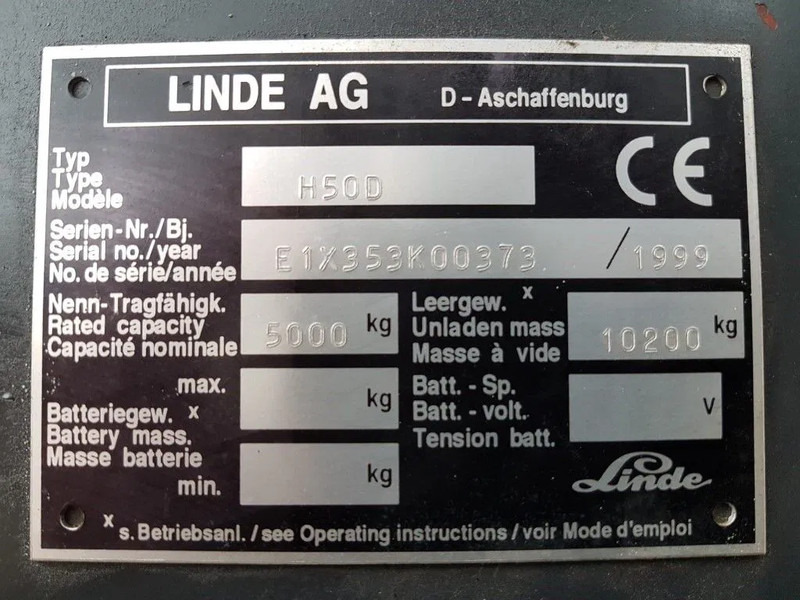 LINDE AG D - Aschaffenburg
Typ
Type
Modèle
H50D
CE
Serien-Nr./Bj.
Serial no./year
No. de série/année
E1X353K00373 / 1999
Nenn-Tragfähigk.
Rated capacity
Capacité nominale
5000 kg
Leergew. x
Unladen mass
Masse à vide
10200 kg
max. kg
Batteriegew. x
Battery mass.
Masse batterie
min. kg
Batt. - Sp.
Batt. - volt.
Tension batt.
V
Linde
x s. Betriebsanl. / see Operating instructions / voir Mode d'emploi